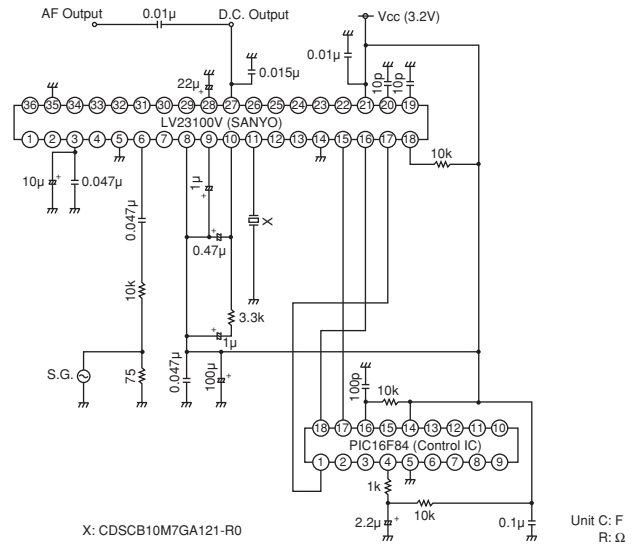 AF Output 0.01μ D.C. Output Vcc (3.2V)
0.01μ
22μ + 0.015μ 10p 10p
36 35 34 33 32 31 30 29 28 27 26 25 24 23 22 21 20 19
LV23100V (SANYO)
1 2 3 4 5 6 7 8 9 10 11 12 13 14 15 16 17 18
10k
10μ + 0.047μ
0.047μ
1μ +
X
+ 0.47μ
10k
3.3k
+ 1μ
S.G.
75
0.047μ
100μ +
100p
10k
18 17 16 15 14 13 12 11 10
PIC16F84 (Control IC)
1 2 3 4 5 6 7 8 9
1k
10k
2.2μ +
0.1μ
X: CDSCB10M7GA121-R0
Unit C: F
R: Ω